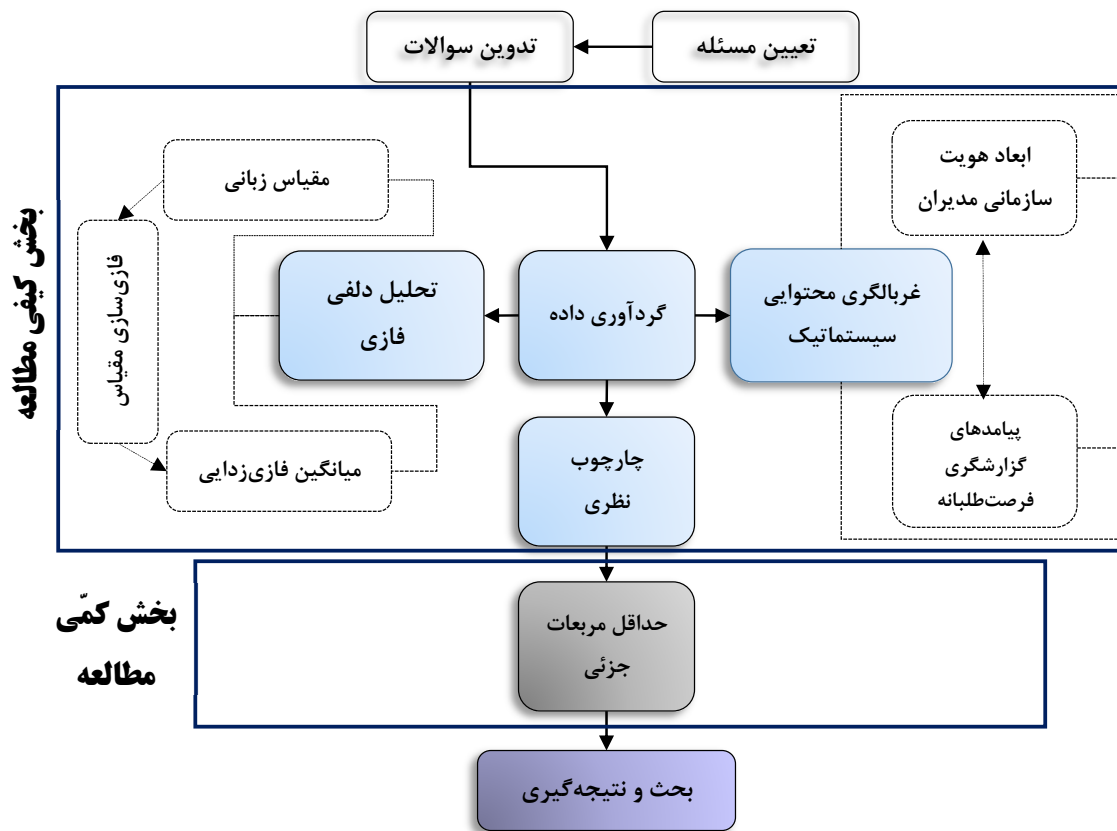 تعیین مسئله
تدوین سوالات
بخش کیفی مطالعه
ابعاد هویت
سازمانی مدیران
غربالگری محتوایی
سیستماتیک
پیامدهای
گزارشگری
فرصت‌طلبانه
گردآوری داده
تحلیل دلفی
فازی
مقیاس زبانی
فازی‌سازی مقیاس
میانگین فازی‌زدایی
چارچوب
نظری
بخش کمّی
مطالعه
حداقل مربعات
جزئی
بحث و نتیجه‌گیری